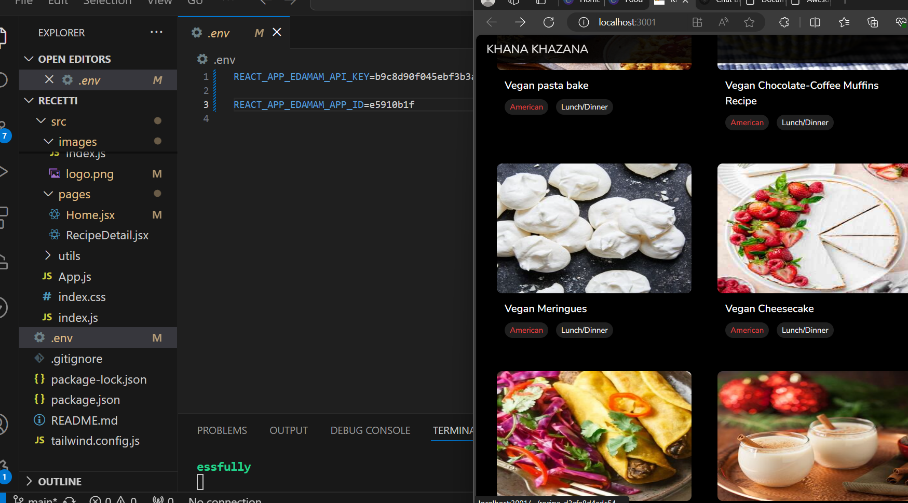 File Edit Selection View Go
EXPLORER
OPEN EDITORS
.env M
RECETTI
src
images
index.js
logo.png M
pages
Home.jsx M
RecipeDetail.jsx
utils
App.js
index.css
index.js
.env M
.gitignore
package-lock.json
package.json
README.md
tailwind.config.js
OUTLINE
main*
0 0 0
No connection
.env M
.env
1 REACT_APP_EDAMAM_API_KEY=b9c8d90f045ebf3b3a
2
3 REACT_APP_EDAMAM_APP_ID=e5910b1f
4
PROBLEMS OUTPUT DEBUG CONSOLE TERMINA
essfully
localhost:3001
KHANA KHAZANA
Vegan pasta bake
American Lunch/Dinner
Vegan Chocolate-Coffee Muffins
Recipe
American Lunch/Dinner
Vegan Meringues
American Lunch/Dinner
Vegan Cheesecake
American Lunch/Dinner